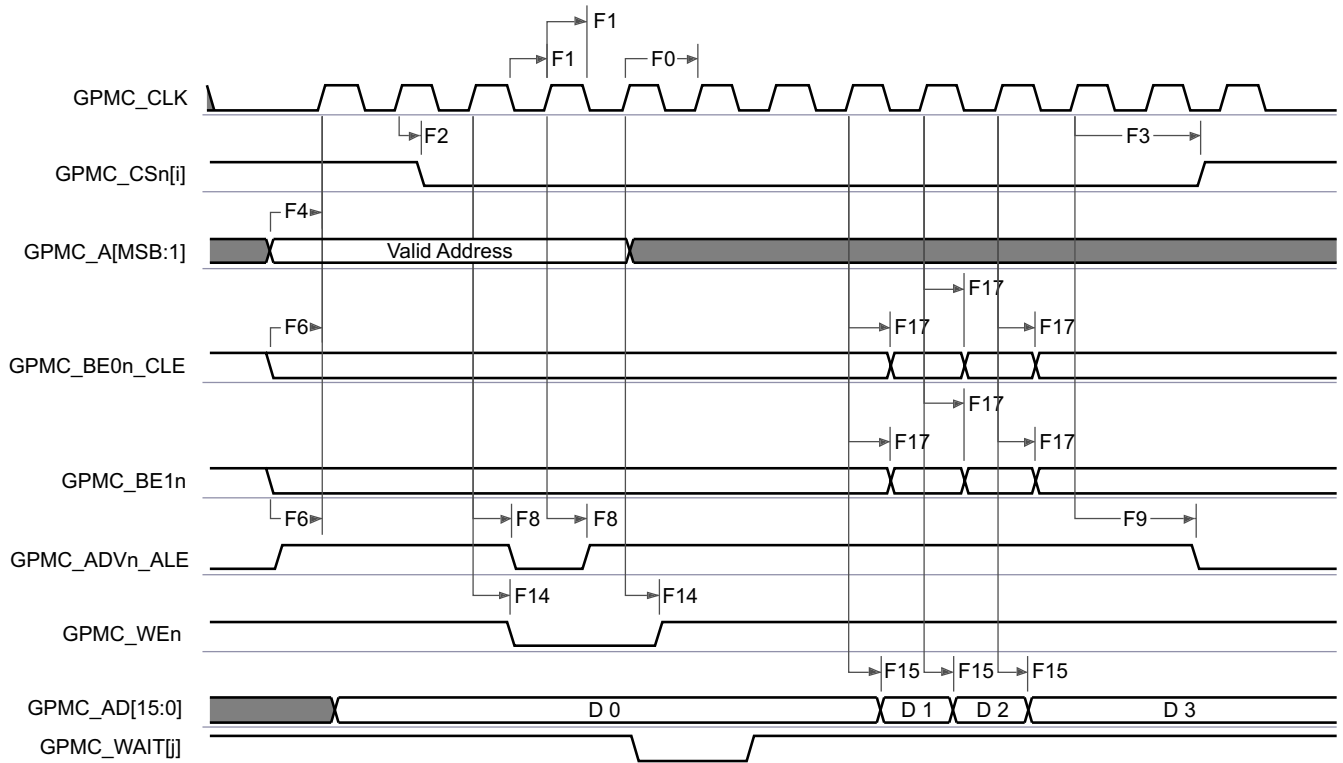 F1
F1
F0
GPMC_CLK
F2
F3
GPMC_CSn[i]
F4
GPMC_A[MSB:1]
Valid Address
F17
F6
F17
F17
GPMC_BE0n_CLE
F17
F17
F17
GPMC_BE1n
F6
F8
F8
F9
GPMC_ADVn_ALE
F14
F14
GPMC_WEn
F15
F15
F15
GPMC_AD[15:0]
D 0
D 1
D 2
D 3
GPMC_WAIT[j]